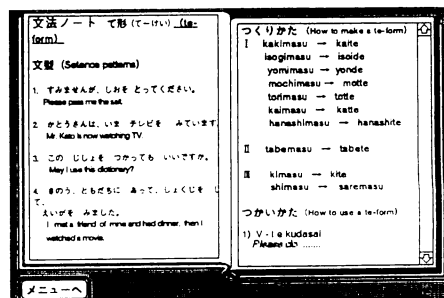 文法ノート て形 (てーけい) (te-
form)
文型 (Setance patterns)
1. すみませんが、しおを とってください。
Please pass me the salt.
2. かとうさんは、いま テレビを みています
Mr. Kato is now watching TV.
3. この じしょを つかっても いいですか。
May I use this dictionary?
4. きのう、ともだちに あって、しょくじを し
て、
えいがを みました。
I met a friend of mine and had dinner, then I
watched a movie.
メニューへ
つくりかた (How to make a te-form)
I kakimasu → kaite
isogimasu → isoide
yomimasu → yonde
mochimasu → motte
torimasu → totte
kaimasu → katte
hanashimasu → hanashite
II tabemasu → tabete
III kimasu → kite
shimasu → saremasu
つかいかた (How to use a te-form)
1) V - t e kudasai
Please do .......